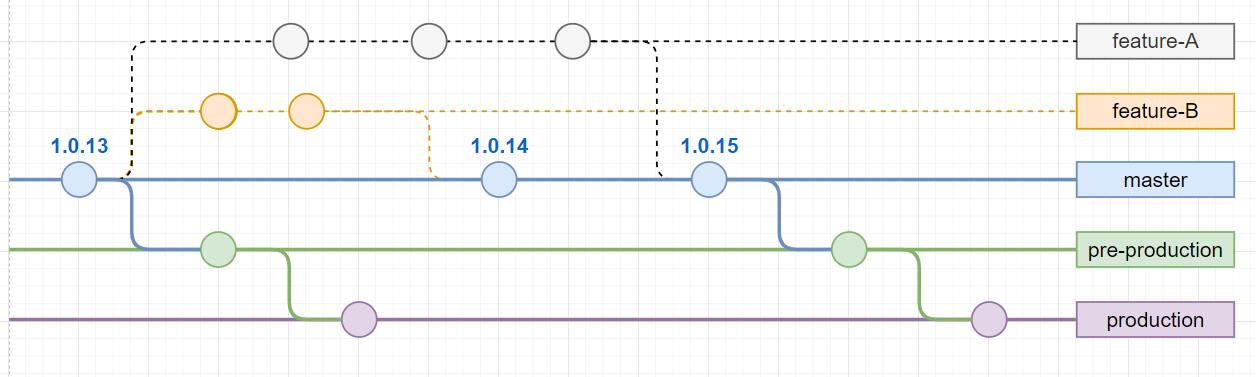 feature-A
feature-B
1.0.13
1.0.14
1.0.15
master
pre-production
production